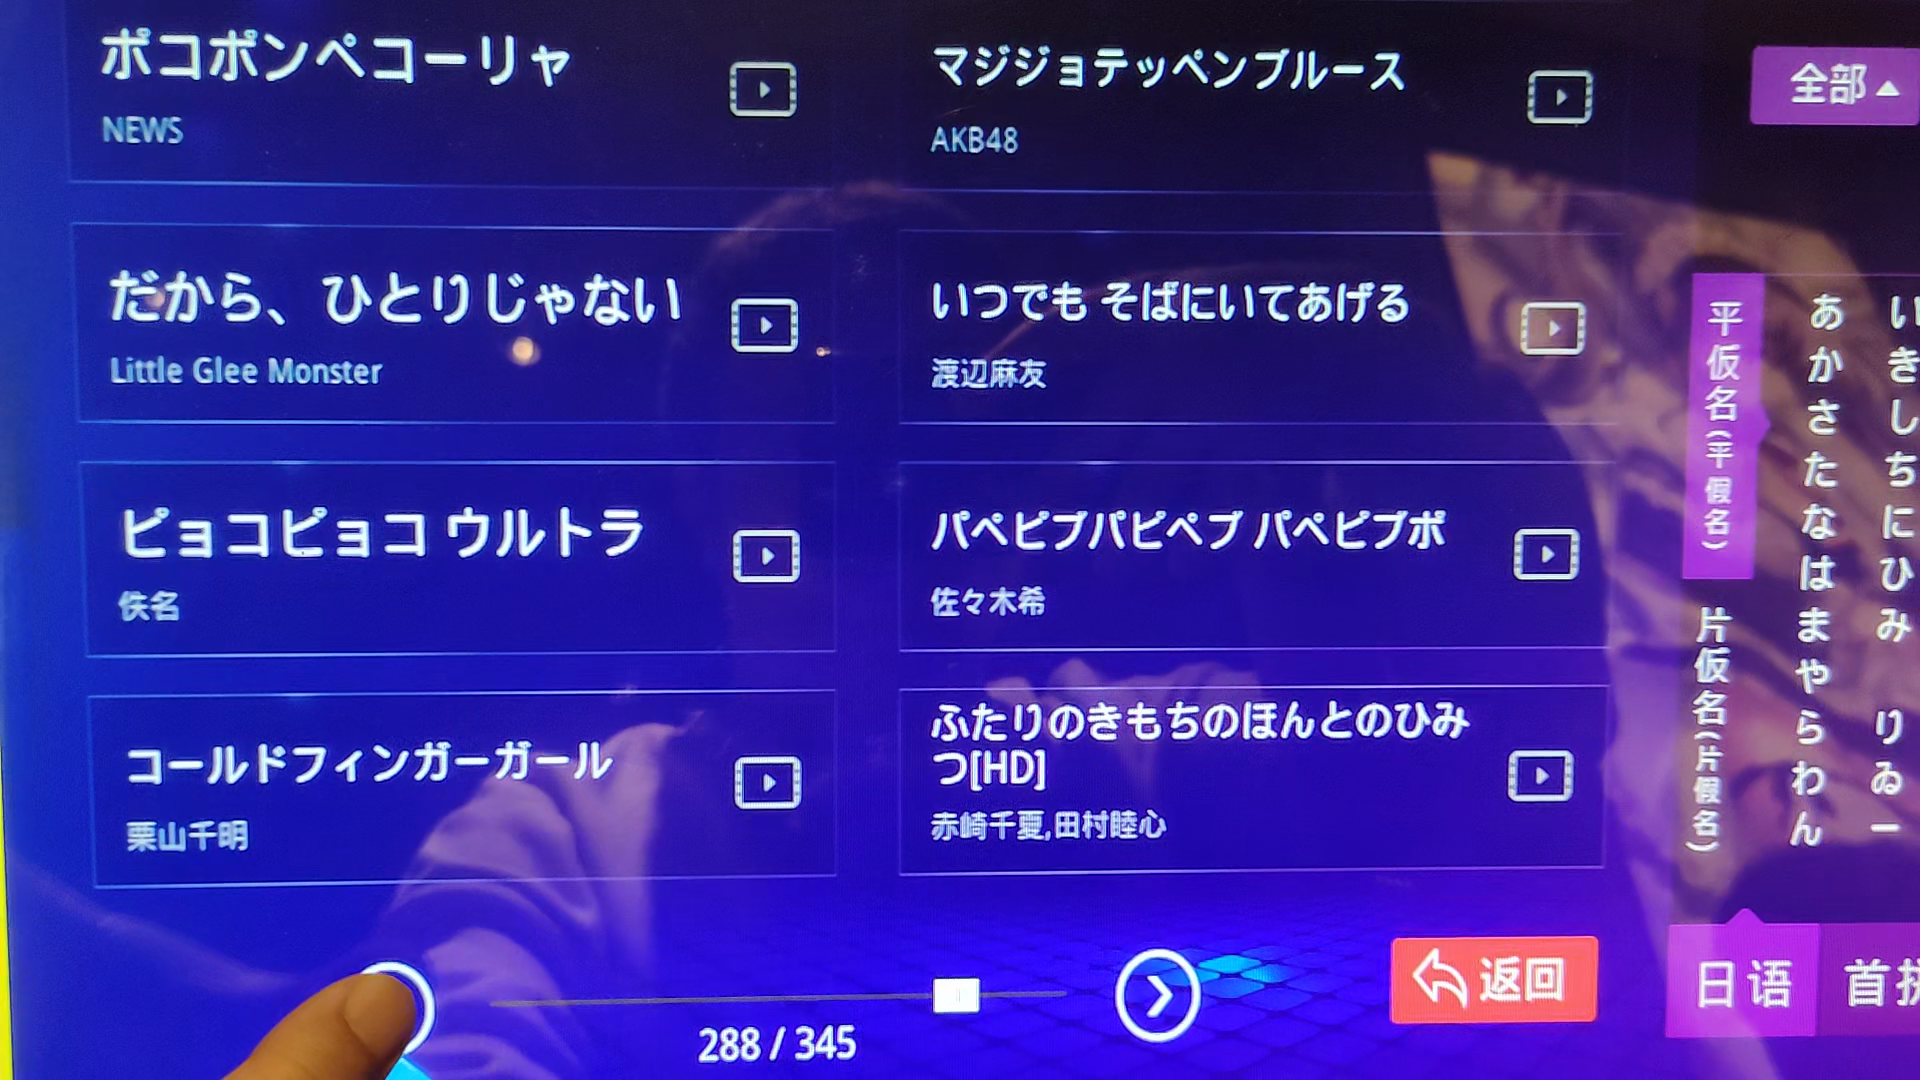 ポコポンペコーリャ
NEWS
マジジョテッペンブルース
AKB48
だから、ひとりじゃない
Little Glee Monster
いつでも そばにいてあげる
渡辺麻友
ピョコピョコ ウルトラ
佚名
パペピプパピペプ パペピプポ
佐々木希
コールドフィンガーガール
栗山千明
ふたりのきもちのほんとのひみ
つ[HD]
赤崎千夏,田村睦心
288 / 345
返回
全部
平仮名(平假名)
片仮名(片假名)
あ い
か き
さ し
た ち
な に
は ひ
ま み
や
ら り
わ ゐ
ん ー
日语
首拼